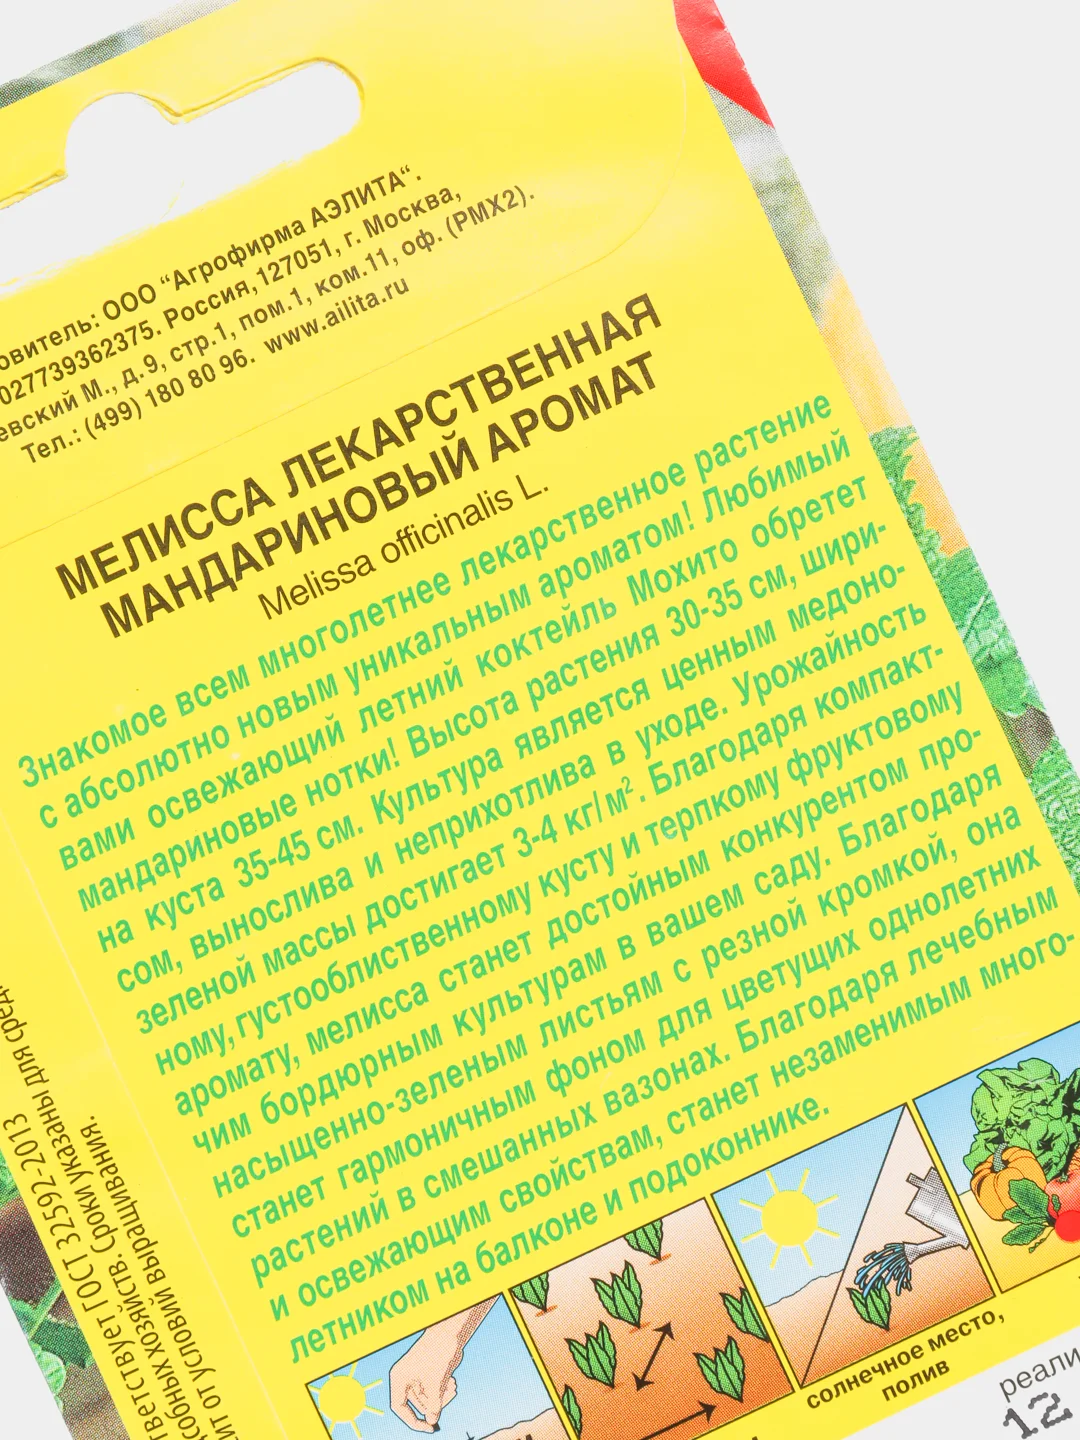 овитель: ООО “Агрофирма АЭЛИТА“.
027739362375. Россия, 127051, г. Москва,
евский М., д.9, стр.1, пом.1, ком.11, оф. (РМХ2).
Тел.: (499) 180 80 96. www.ailita.ru
МЕЛИССА ЛЕКАРСТВЕННАЯ
МАНДАРИНОВЫЙ АРОМАТ
Melissa officinalis L.
Знакомое всем многолетнее лекарственное растение
с абсолютно новым уникальным ароматом! Любимый
вами освежающий летний коктейль Мохито обретет
мандариновые нотки! Высота растения 30-35 см, шири-
на куста 35-45 см. Культура является ценным медоно-
сом, вынослива и неприхотлива в уходе. Урожайность
зеленой массы достигает 3-4 кг/м². Благодаря компакт-
ному, густооблиственному кусту и терпкому фруктовому
аромату, мелисса станет достойным конкурентом про-
чим бордюрным культурам в вашем саду. Благодаря
насыщенно-зеленым листьям с резной кромкой, она
станет гармоничным фоном для цветущих однолетних
растений в смешанных вазонах. Благодаря лечебным
и освежающим свойствам, станет незаменимым много-
летником на балконе и подоконнике.
солнечное место,
полив
реали
12
тветствует ГОСТ 32592-2013
собных хозяйств. Сроки указаны для сред
ит от условий выращивания.